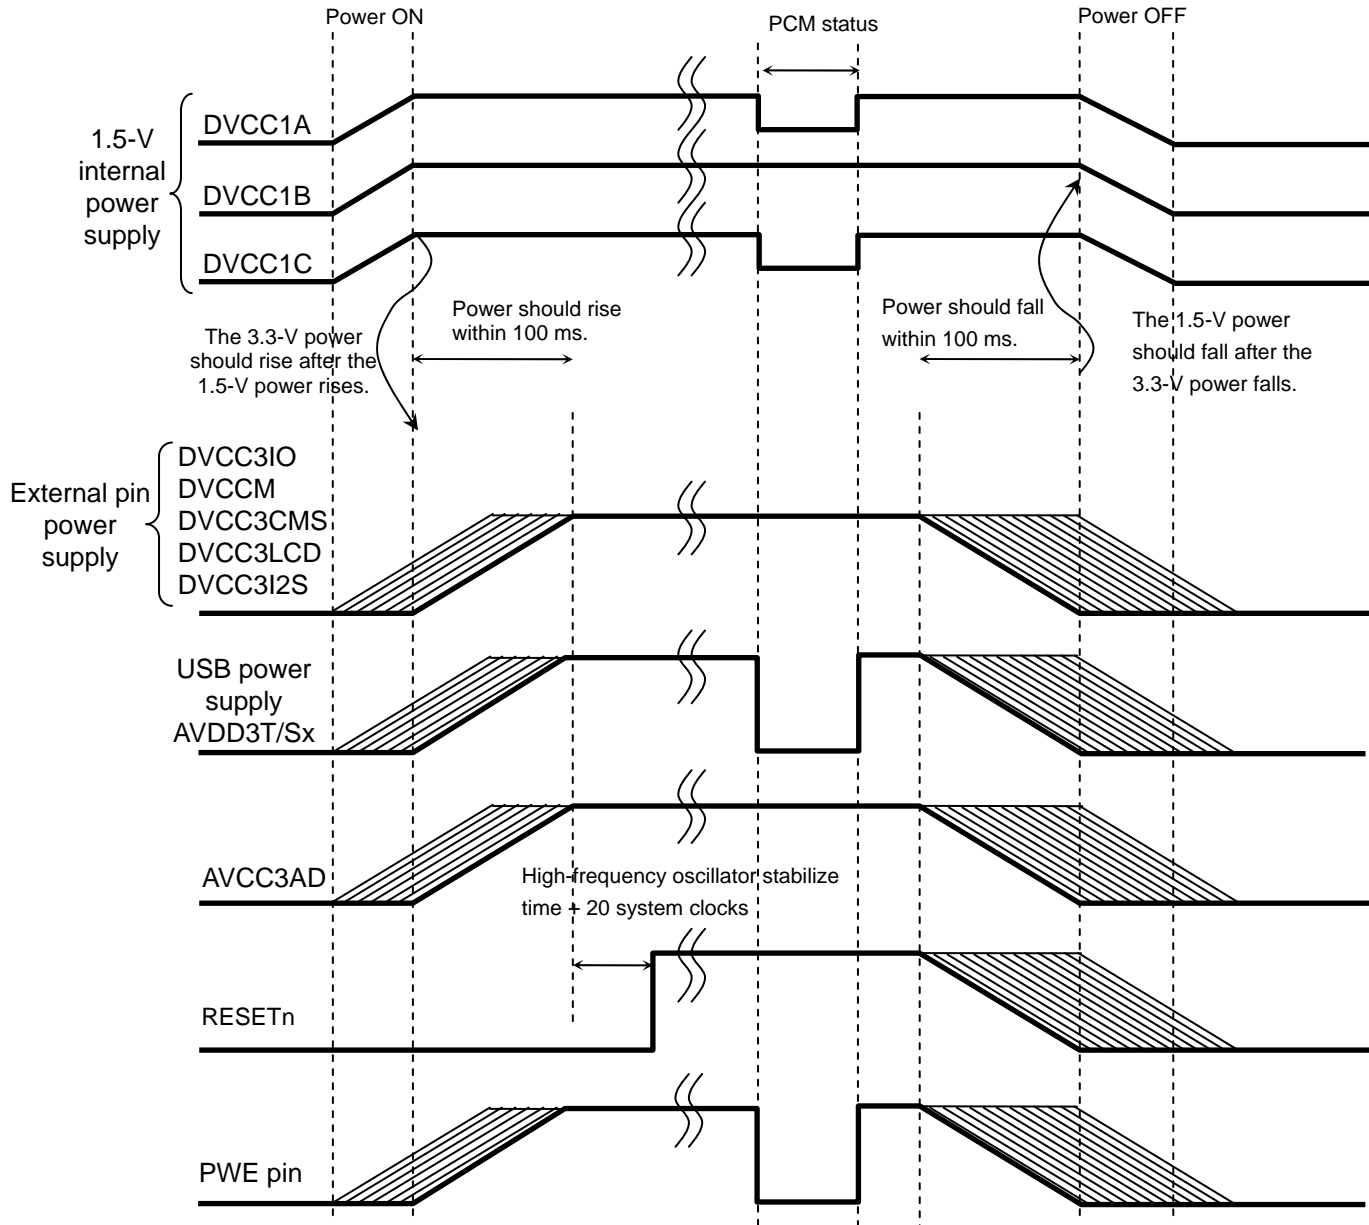 Power ON
PCM status
Power OFF
1.5-V
internal
power
supply
DVCC1A
DVCC1B
DVCC1C
The 3.3-V power
should rise after the
1.5-V power rises.
Power should rise
within 100 ms.
Power should fall
within 100 ms.
The 1.5-V power
should fall after the
3.3-V power falls.
External pin
power
supply
DVCC3IO
DVCCM
DVCC3CMS
DVCC3LCD
DVCC3I2S
USB power
supply
AVDD3T/Sx
AVCC3AD
High-frequency oscillator stabilize
time + 20 system clocks
RESETn
PWE pin